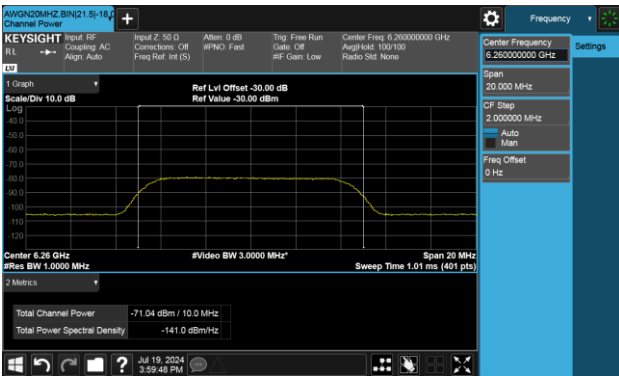 AWGN20MHZ.BIN|21.5|-18.
Channel Power
Frequency
KEYSIGHT
RL
LXI
Input: RF
Coupling: AC
Align: Auto
Input Z: 50 Ω
Corrections: Off
Freq Ref: Int (S)
Atten: 0 dB
#PNO: Fast
Trig: Free Run
Gate: Off
#IF Gain: Low
Center Freq: 6.260000000 GHz
Avg|Hold: 100/100
Radio Std: None
Center Frequency
6.260000000 GHz
Settings
Span
20.000 MHz
CF Step
2.000000 MHz
Auto
Man
Freq Offset
0 Hz
1 Graph
Scale/Div 10.0 dB
Ref Lvl Offset -30.00 dB
Ref Value -30.00 dBm
Log
-40.0
-50.0
-60.0
-70.0
-80.0
-90.0
-100
-110
-120
Center 6.26 GHz
#Res BW 1.0000 MHz
#Video BW 3.0000 MHz*
Span 20 MHz
Sweep Time 1.01 ms (401 pts)
2 Metrics
Total Channel Power -71.04 dBm / 10.0 MHz
Total Power Spectral Density -141.0 dBm/Hz
?
Jul 19, 2024
3:59:48 PM